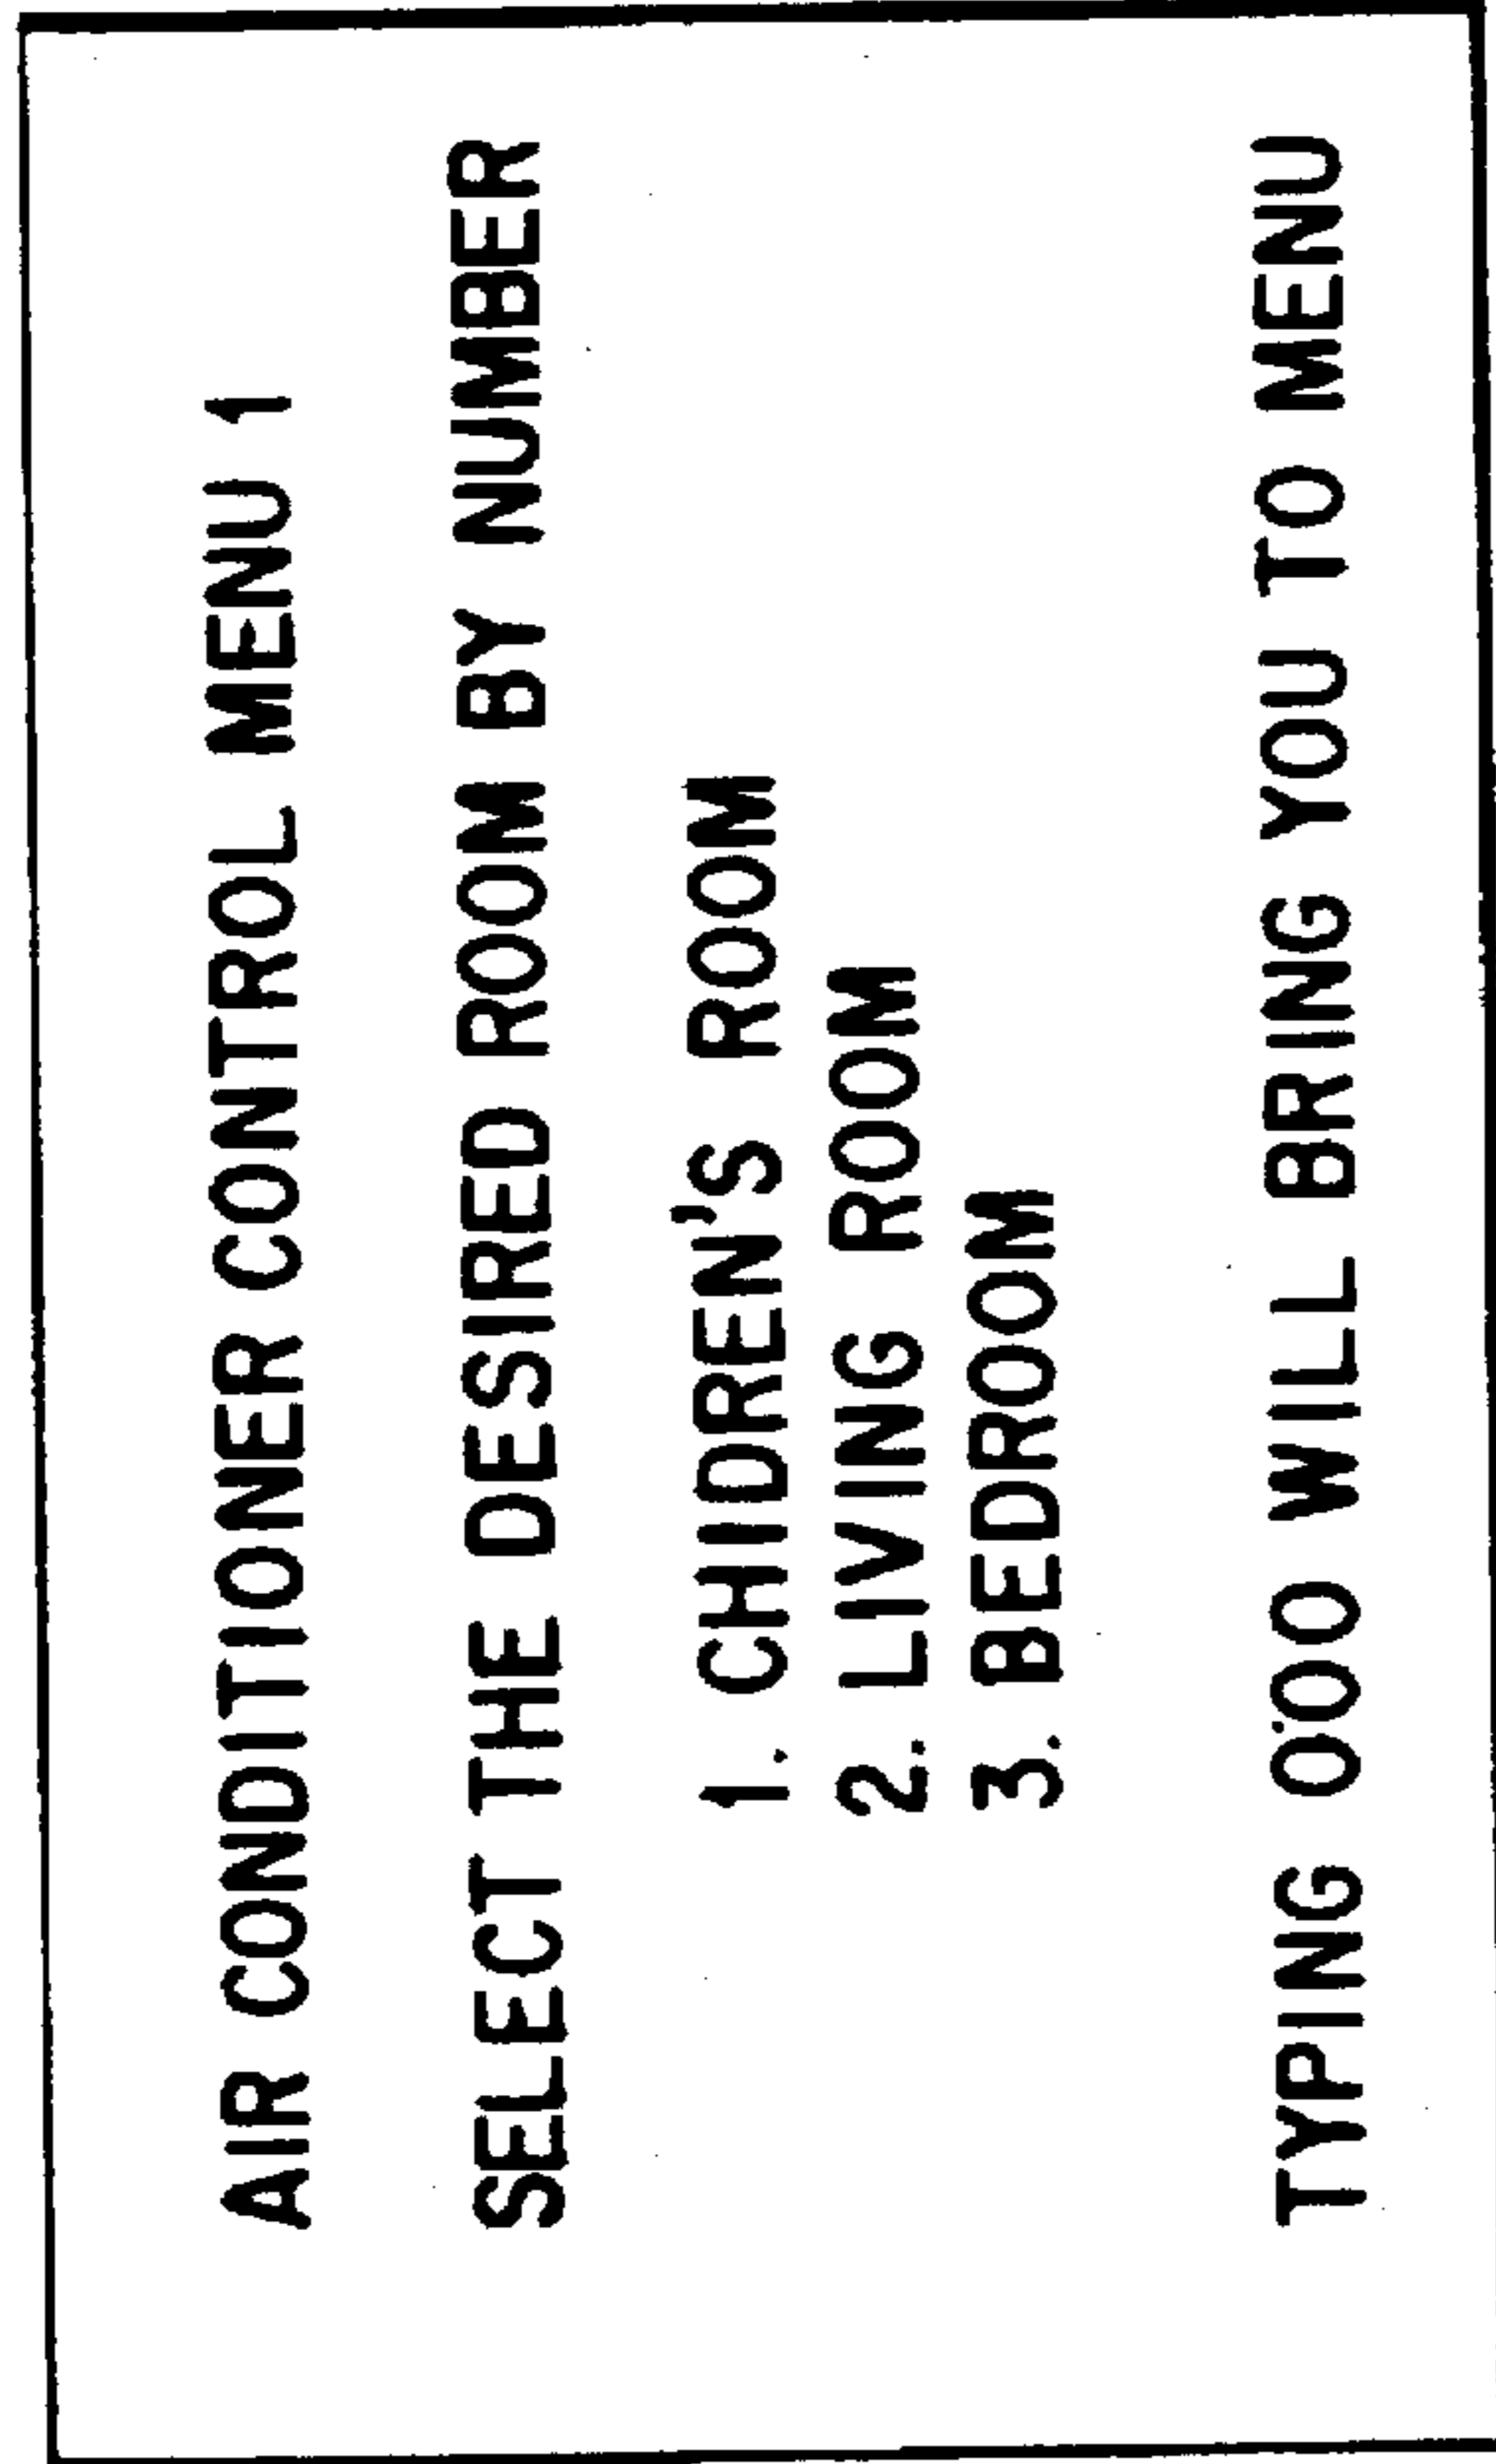 AIR CONDITIONER CONTROL MENU 1
SELECT THE DESIRED ROOM BY NUMBER
1. CHIDREN'S ROOM
2. LIVING ROOM
3. BEDROOM
TYPING 000 WILL BRING YOU TO MENU